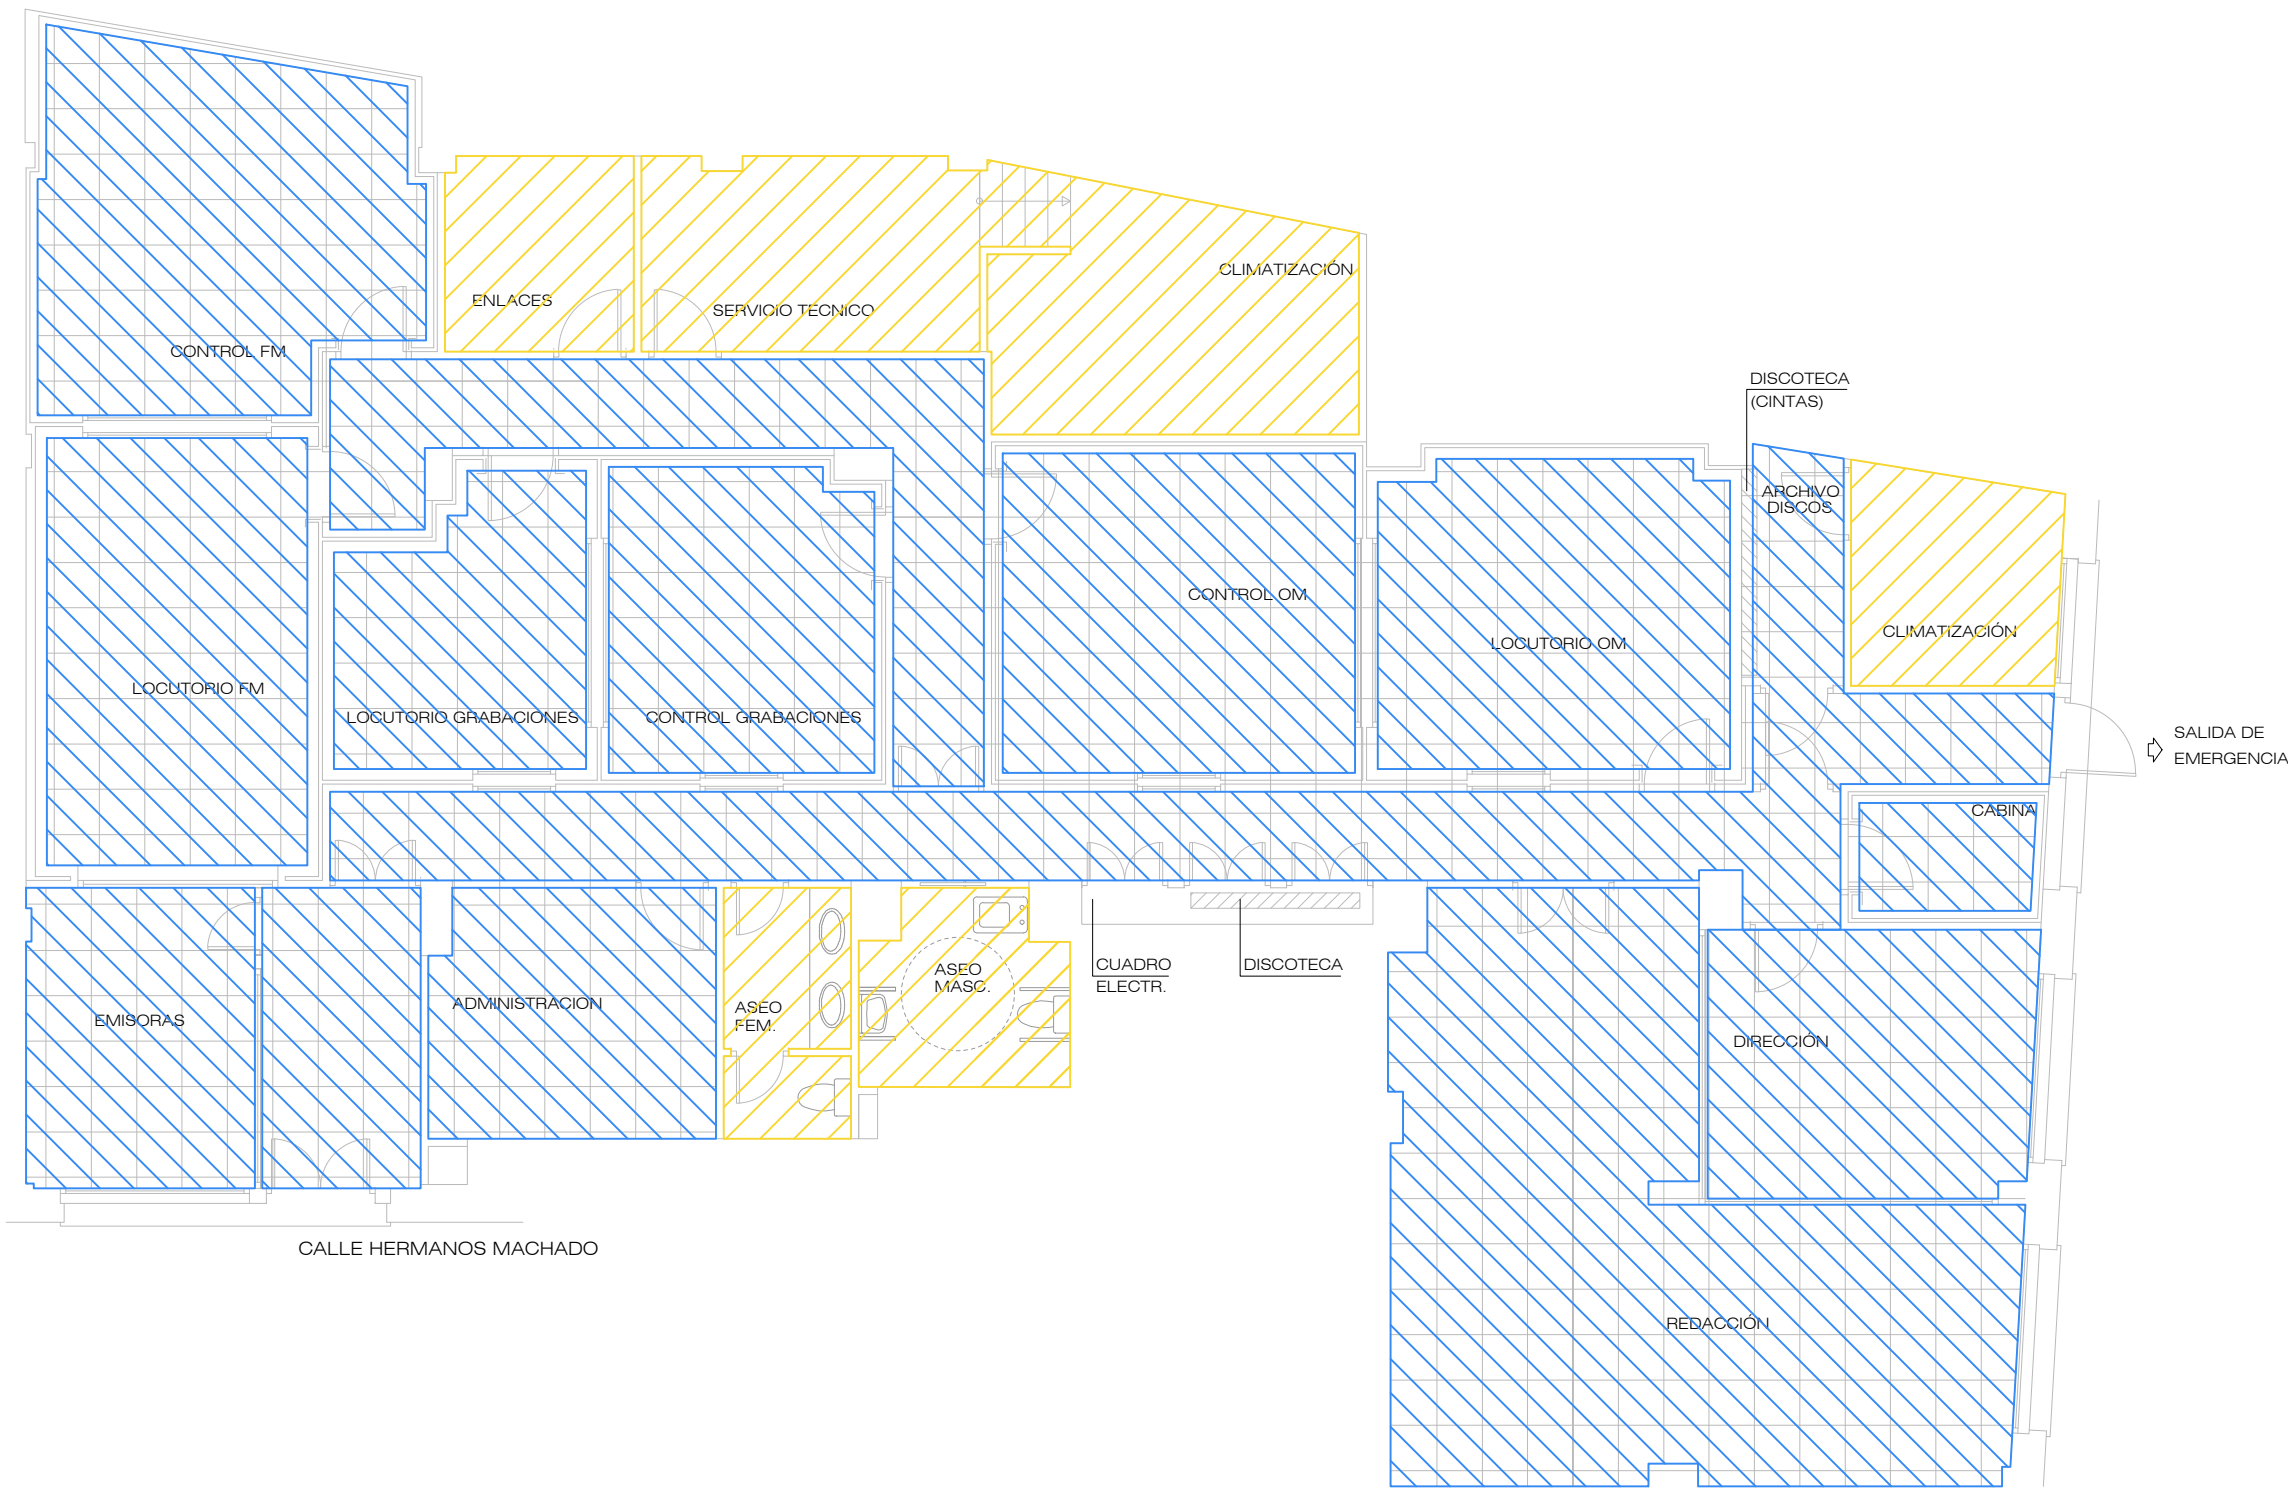 CLIMATIZACIÓN
ENLACES
SERVICIO TECNICO
CONTROL FM
DISCOTECA
(CINTAS)
ARCHIVO
DISCOS
CONTROL OM
LOCUTORIO OM
CLIMATIZACIÓN
LOCUTORIO FM
LOCUTORIO GRABACIONES
CONTROL GRABACIONES
SALIDA DE
EMERGENCIA
CABINA
CUADRO
ELECTR.
DISCOTECA
ASEO
MASC.
ADMINISTRACION
ASEO
FEM.
EMISORAS
DIRECCIÓN
CALLE HERMANOS MACHADO
REDACCIÓN